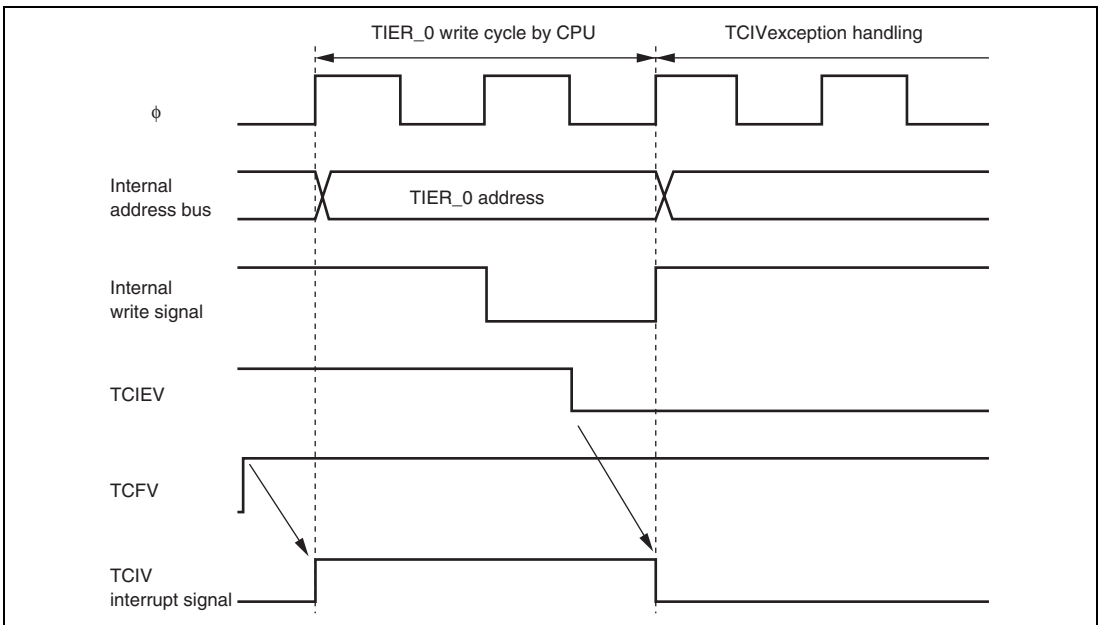 TIER_0 write cycle by CPU
TCIVexception handling
ϕ
Internal
address bus
TIER_0 address
Internal
write signal
TCIEV
TCFV
TCIV
interrupt signal